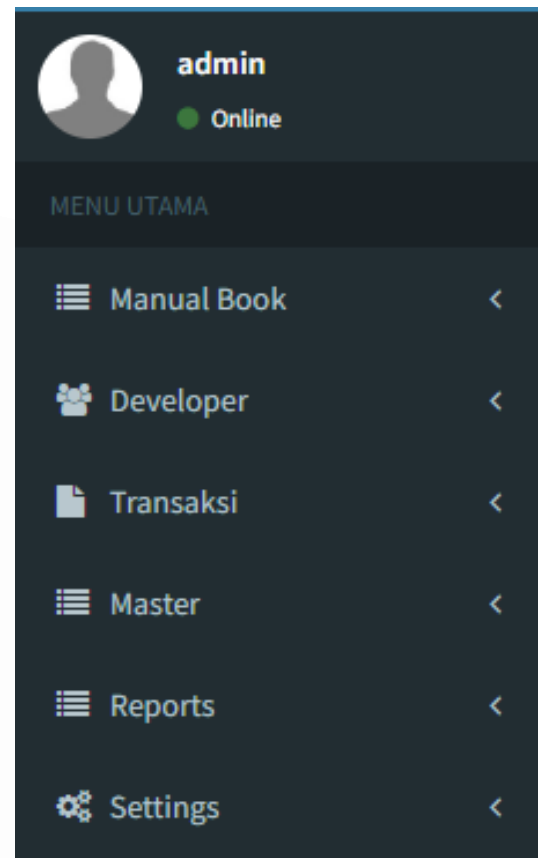 admin
Online
MENU UTAMA
Manual Book
Developer
Transaksi
Master
Reports
Settings